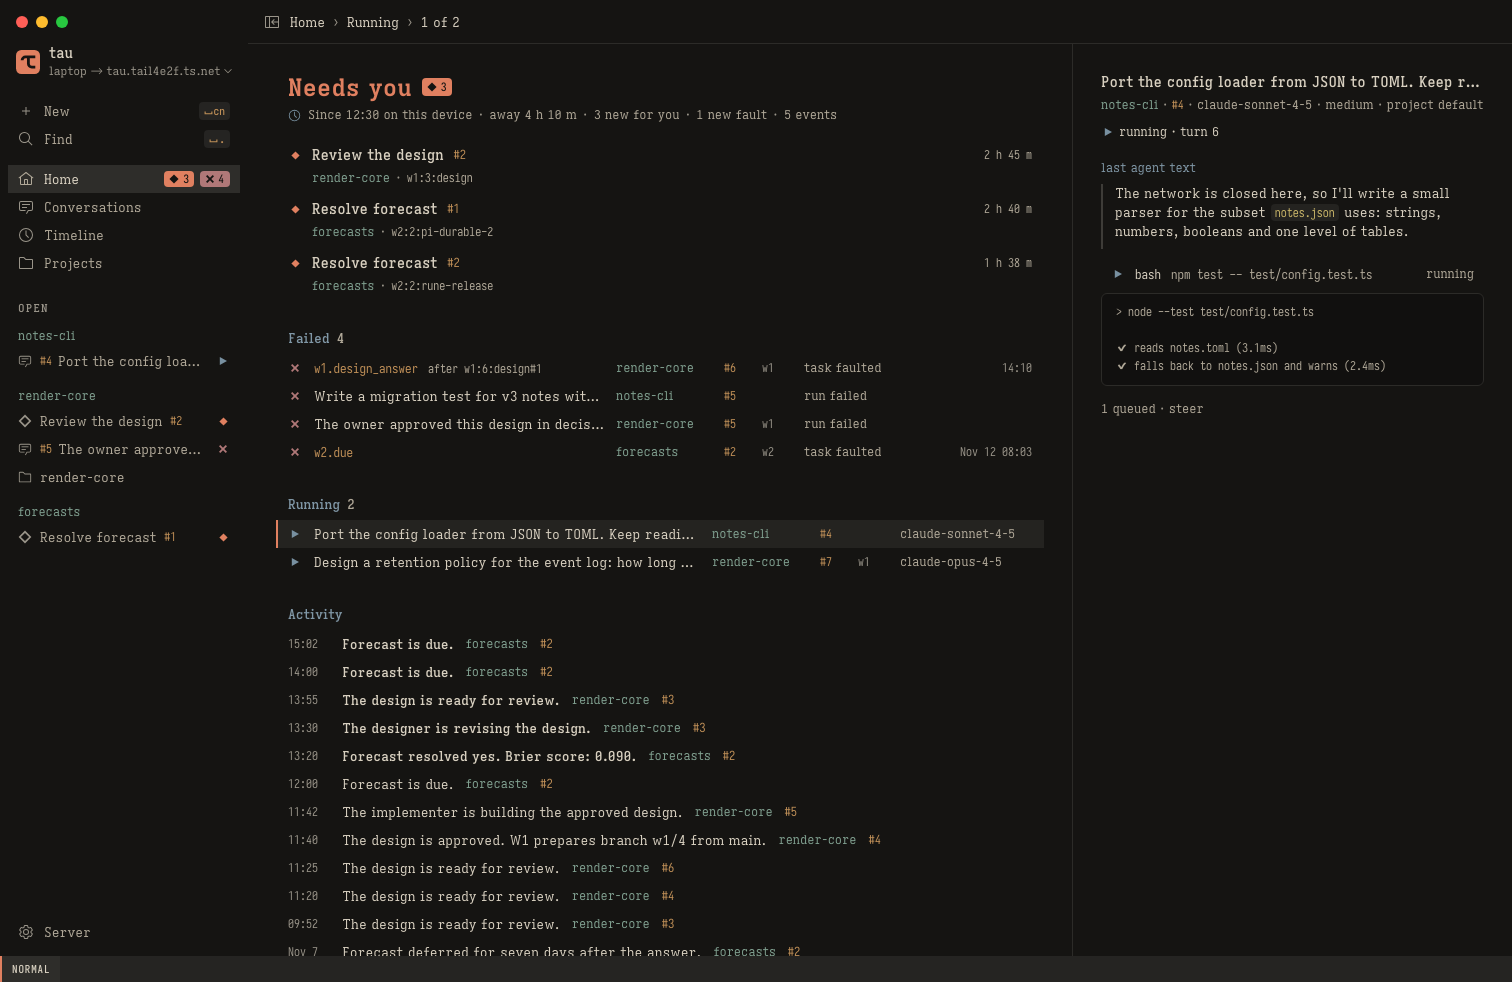 tau
laptop → tau.tail4e2f.ts.net
New ⎵cn
Find ⎵.
Home 3 4
Conversations
Timeline
Projects
OPEN
notes-cli
#4 Port the config loa...
render-core
Review the design #2
#5 The owner approve...
render-core
forecasts
Resolve forecast #1
Server
NORMAL
Home › Running › 1 of 2
Needs you 3
Since 12:30 on this device · away 4 h 10 m · 3 new for you · 1 new fault · 5 events
Review the design #2 2 h 45 m
render-core · w1:3:design
Resolve forecast #1 2 h 40 m
forecasts · w2:2:pi-durable-2
Resolve forecast #2 1 h 38 m
forecasts · w2:2:rune-release
Failed 4
w1.design_answer after w1:6:design#1 render-core #6 w1 task faulted 14:10
Write a migration test for v3 notes wit... notes-cli #5 run failed
The owner approved this design in decis... render-core #5 w1 run failed
w2.due forecasts #2 w2 task faulted Nov 12 08:03
Running 2
Port the config loader from JSON to TOML. Keep readi... notes-cli #4 claude-sonnet-4-5
Design a retention policy for the event log: how long ... render-core #7 w1 claude-opus-4-5
Activity
15:02 Forecast is due. forecasts #2
14:00 Forecast is due. forecasts #2
13:55 The design is ready for review. render-core #3
13:30 The designer is revising the design. render-core #3
13:20 Forecast resolved yes. Brier score: 0.090. forecasts #2
12:00 Forecast is due. forecasts #2
11:42 The implementer is building the approved design. render-core #5
11:40 The design is approved. W1 prepares branch w1/4 from main. render-core #4
11:25 The design is ready for review. render-core #6
11:20 The design is ready for review. render-core #4
09:52 The design is ready for review. render-core #3
Nov 7 Forecast deferred for seven days after the answer. forecasts #2
Port the config loader from JSON to TOML. Keep r...
notes-cli · #4 · claude-sonnet-4-5 · medium · project default
running · turn 6
last agent text
The network is closed here, so I'll write a small
parser for the subset notes.json uses: strings,
numbers, booleans and one level of tables.
bash npm test -- test/config.test.ts running
> node --test test/config.test.ts
✔ reads notes.toml (3.1ms)
✔ falls back to notes.json and warns (2.4ms)
1 queued · steer